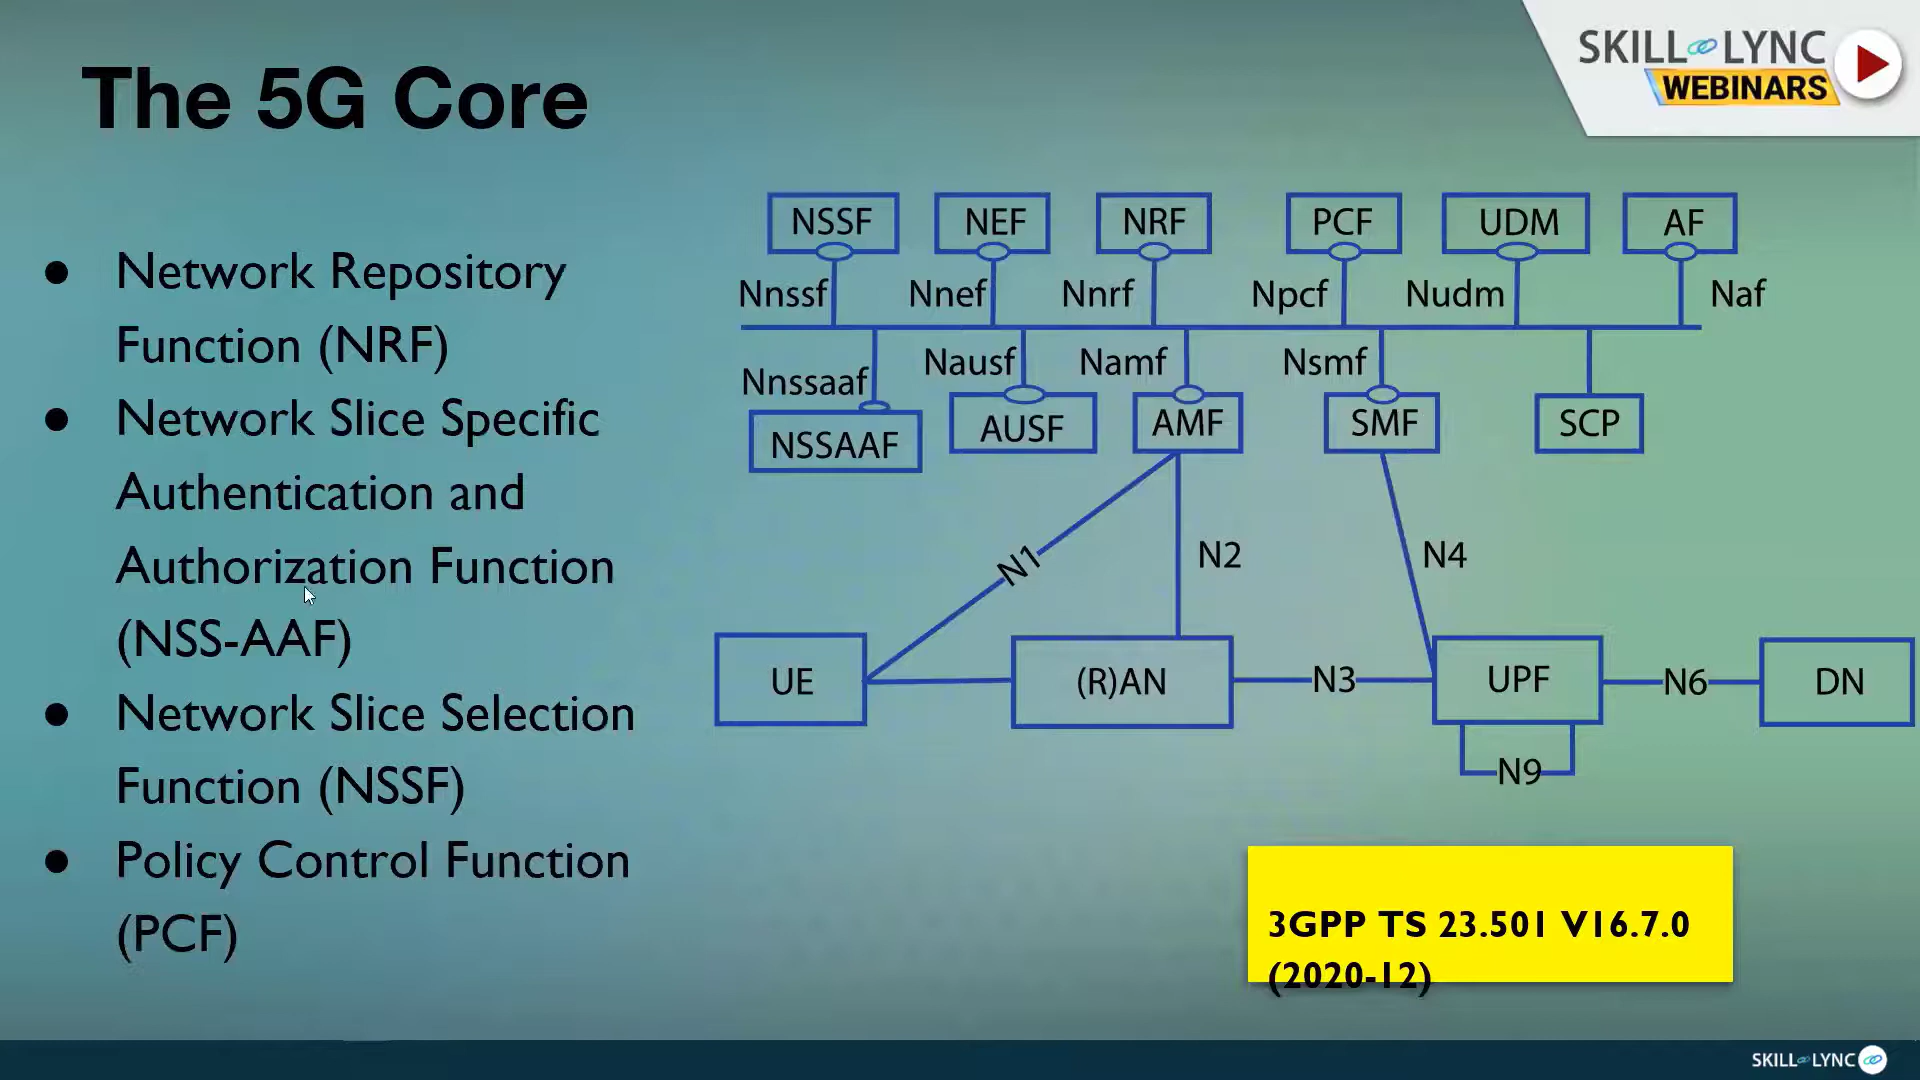 The 5G Core
SKILL LYNC
WEBINARS
● Network Repository
Function (NRF)
● Network Slice Specific
Authentication and
Authorization Function
(NSS-AAF)
● Network Slice Selection
Function (NSSF)
● Policy Control Function
(PCF)
NSSF NEF NRF PCF UDM AF
Nnssf Nnef Nnrf Npcf Nudm Naf
Nnssaaf Nausf Namf Nsmf
NSSAAF AUSF AMF SMF SCP
N1 N2 N4
UE (R)AN N3 UPF N6 DN
N9
3GPP TS 23.501 V16.7.0
(2020-12)
SKILL LYNC